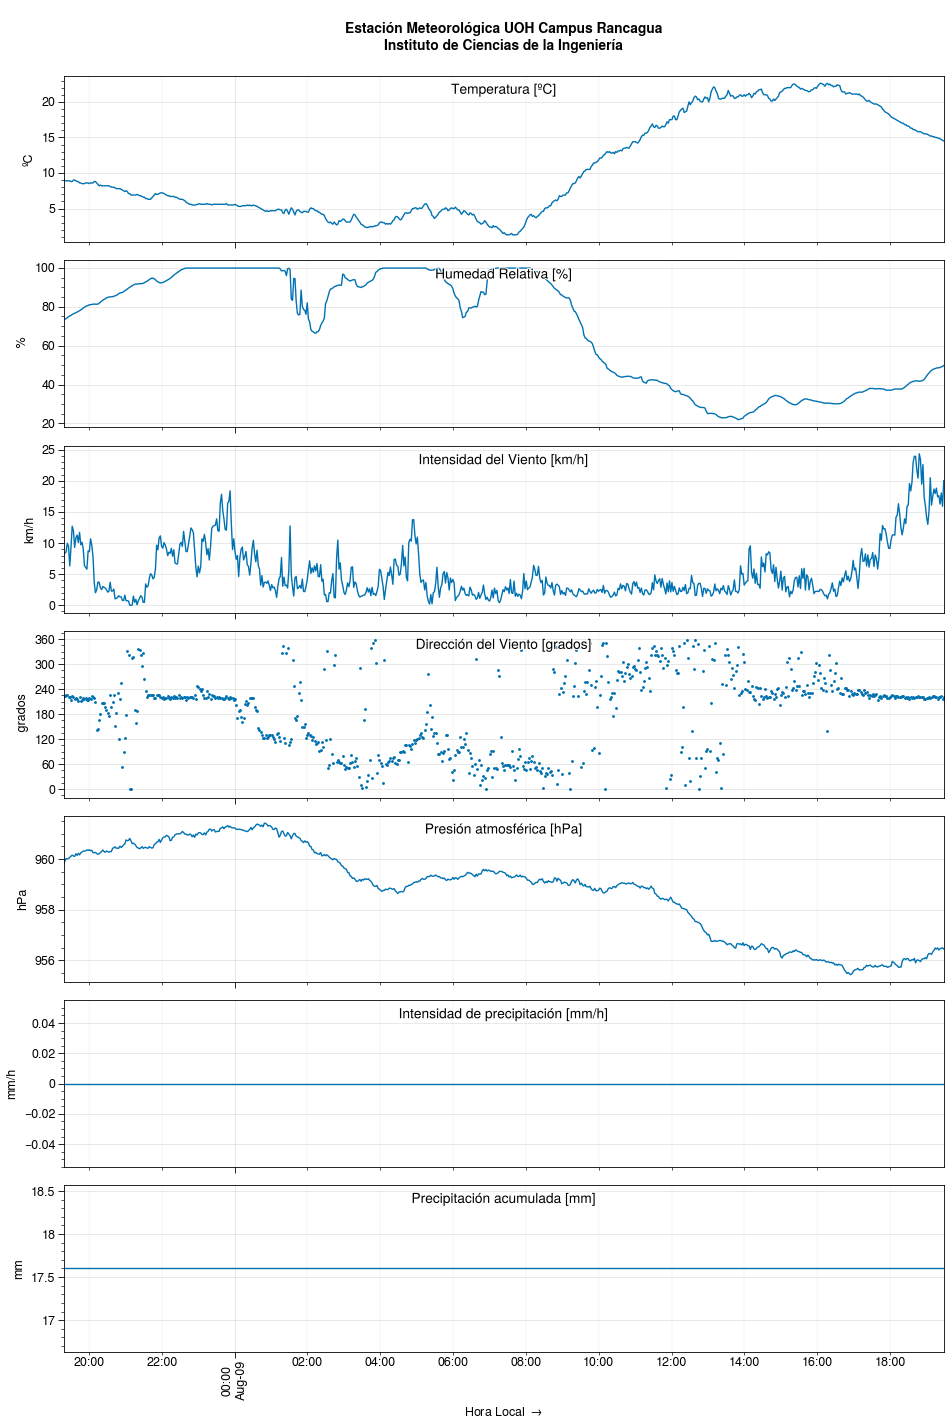 Estación Meteorológica UOH Campus Rancagua
Instituto de Ciencias de la Ingeniería
Temperatura [ºC]
20
15
10
5
ºC
Humedad Relativa [%]
100
80
60
40
20
%
Intensidad del Viento [km/h]
25
20
15
10
5
0
km/h
Dirección del Viento [grados]
360
300
240
180
120
60
0
grados
Presión atmosférica [hPa]
960
958
956
hPa
Intensidad de precipitación [mm/h]
0.04
0.02
0
−0.02
−0.04
mm/h
Precipitación acumulada [mm]
18.5
18
17.5
17
mm
20:00 22:00 00:00 02:00 04:00 06:00 08:00 10:00 12:00 14:00 16:00 18:00
Aug-09
Hora Local →